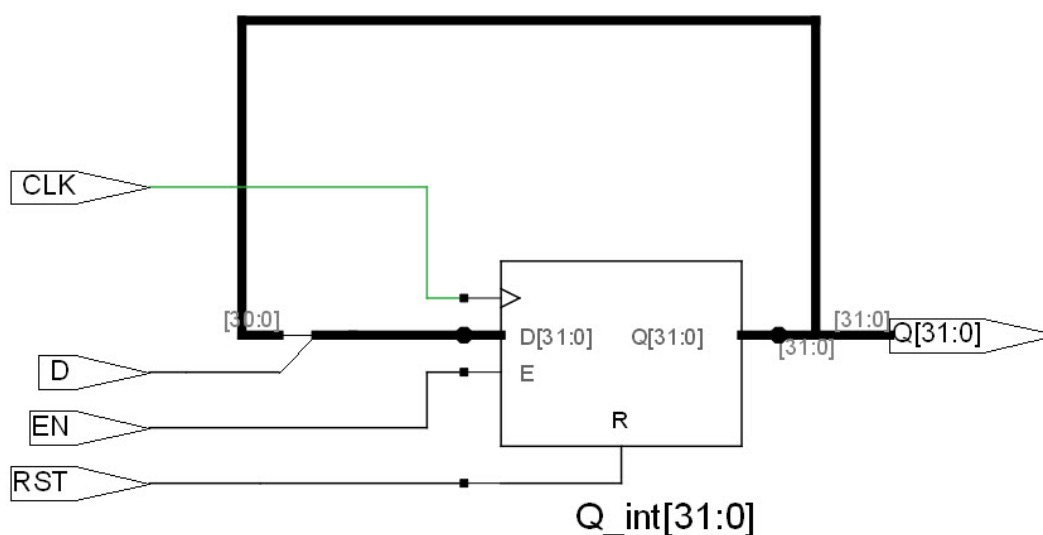 CLK
[30:0]
D[31:0]
Q[31:0]
[31:0]
[31:0]
Q[31:0]
D
E
EN
R
RST
Q_int[31:0]